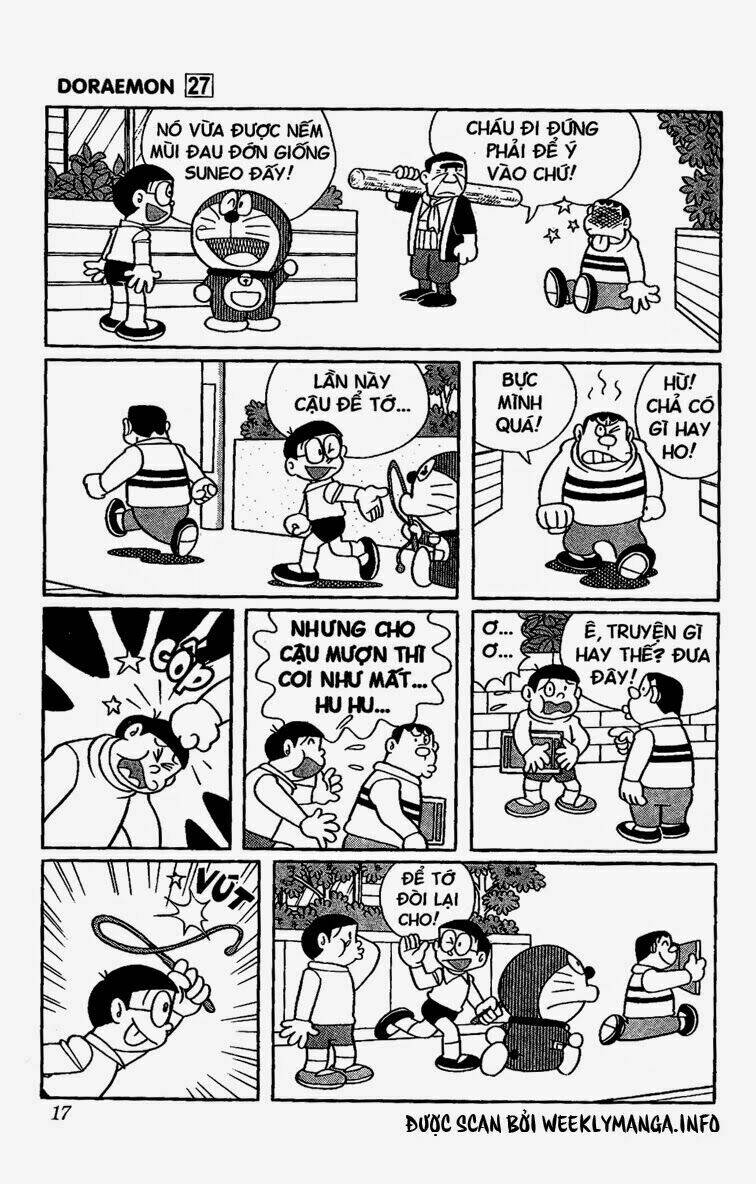 DORAEMON 27
NÓ VỪA ĐƯỢC NẾM
MÙI ĐAU ĐỚN GIỐNG
SUNEO ĐẤY!
CHÁU ĐI ĐỨNG
PHẢI ĐỂ Ý
VÀO CHỨ!
LẦN NÀY
CẬU ĐỂ TỚ...
BỰC
MÌNH
QUÁ!
HỪ!
CHẢ CÓ
GÌ HAY
HO!
CỐP
NHƯNG CHO
CẬU MƯỢN THÌ
COI NHƯ MẤT...
HU HU...
Ơ...
Ơ...
Ê, TRUYỆN GÌ
HAY THẾ? ĐƯA
ĐÂY!
VÚT
ĐỂ TỚ
ĐÒI LẠI
CHO!
17
ĐƯỢC SCAN BỞI WEEKLYMANGA.INFO